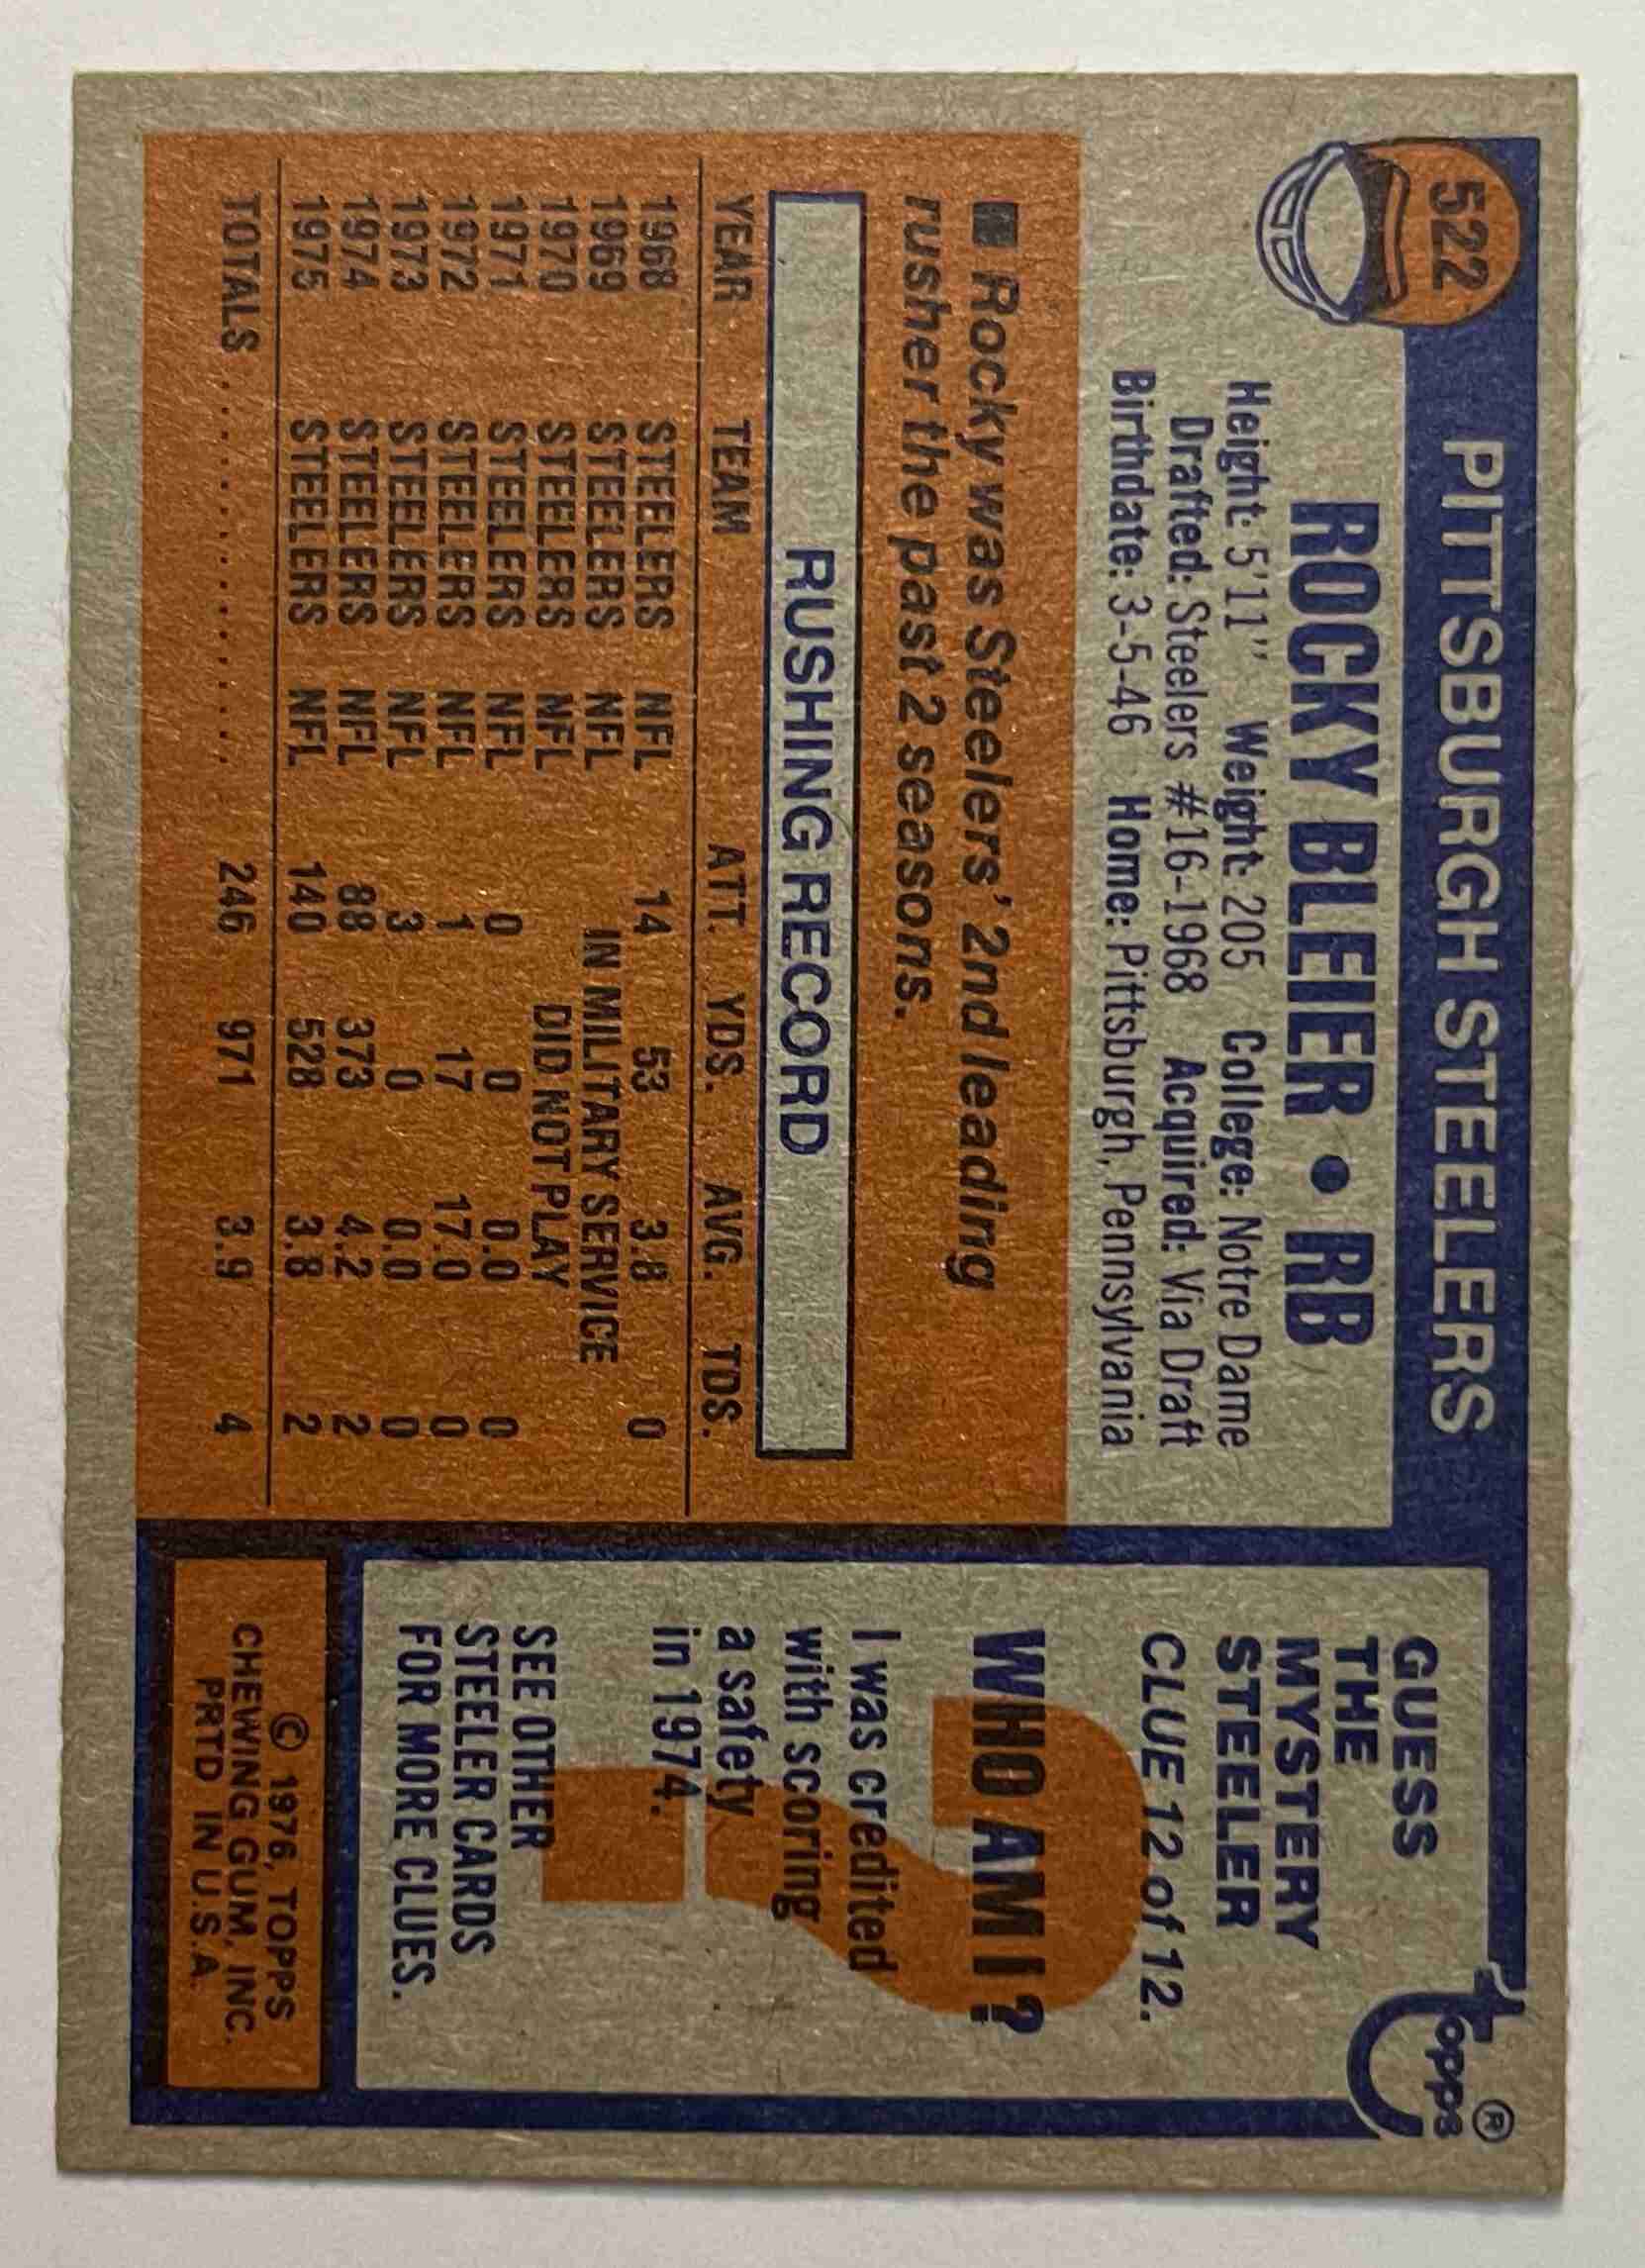 522
PITTSBURGH STEELERS
ROCKY BLEIER • RB
Height: 5'11" Weight: 205 College: Notre Dame
Drafted: Steelers #16-1968 Acquired: Via Draft
Birthdate: 3-5-46 Home: Pittsburgh, Pennsylvania
■ Rocky was Steelers' 2nd leading
rusher the past 2 seasons.
RUSHING RECORD
YEAR TEAM ATT. YDS. AVG. TDS.
1968 STEELERS NFL 14 53 3.8 0
1969 STEELERS NFL IN MILITARY SERVICE
1970 STEELERS NFL DID NOT PLAY
1971 STEELERS NFL 0 0 0.0 0
1972 STEELERS NFL 1 17 17.0 0
1973 STEELERS NFL 3 0 0.0 0
1974 STEELERS NFL 88 373 4.2 2
1975 STEELERS NFL 140 528 3.8 2
TOTALS .................... 246 971 3.9 4
topps ®
GUESS
THE
MYSTERY
STEELER
CLUE 12 of 12.
WHO AM I ?
I was credited
with scoring
a safety
in 1974.
SEE OTHER
STEELER CARDS
FOR MORE CLUES.
© 1976, TOPPS
CHEWING GUM, INC.
PRTD IN U.S.A.